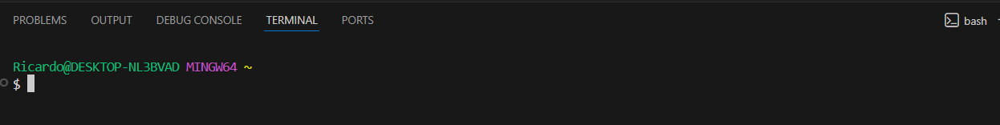 PROBLEMS OUTPUT DEBUG CONSOLE TERMINAL PORTS bash
Ricardo@DESKTOP-NL3BVAD MINGW64 ~
$